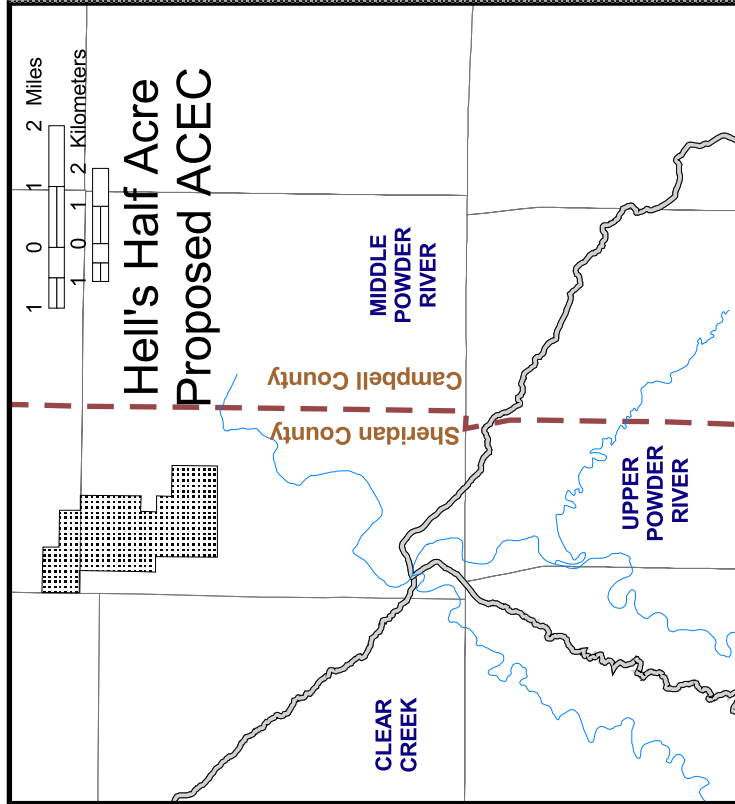 Hell's Half Acre
Proposed ACEC
1 0 1 2 Miles
1 0 1 2 Kilometers
MIDDLE
POWDER
RIVER
Campbell County
Sheridan County
UPPER
POWDER
RIVER
CLEAR
CREEK